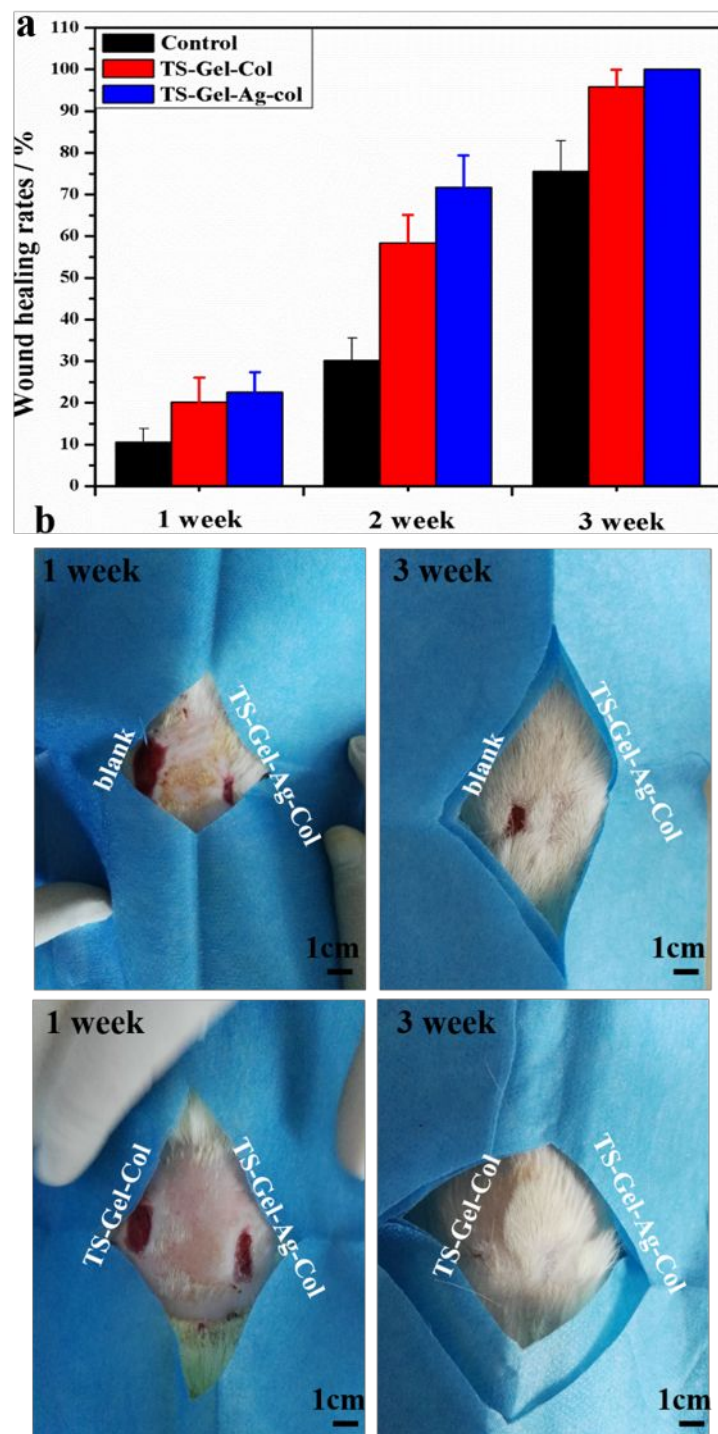 a
Control
TS-Gel-Col
TS-Gel-Ag-col
Wound healing rates / %
110
100
90
80
70
60
50
40
30
20
10
0
1 week
2 week
3 week
b
1 week
blank
TS-Gel-Ag-Col
1cm
3 week
blank
TS-Gel-Ag-Col
1cm
1 week
TS-Gel-Col
TS-Gel-Ag-Col
1cm
3 week
TS-Gel-Col
TS-Gel-Ag-Col
1cm